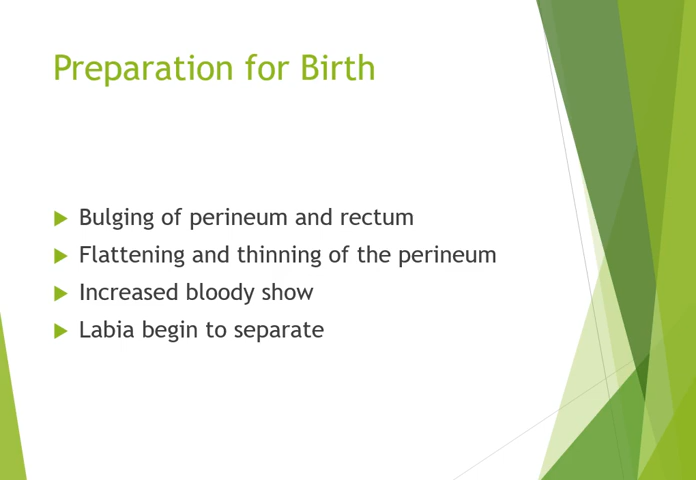 Preparation for Birth
Bulging of perineum and rectum
Flattening and thinning of the perineum
Increased bloody show
Labia begin to separate